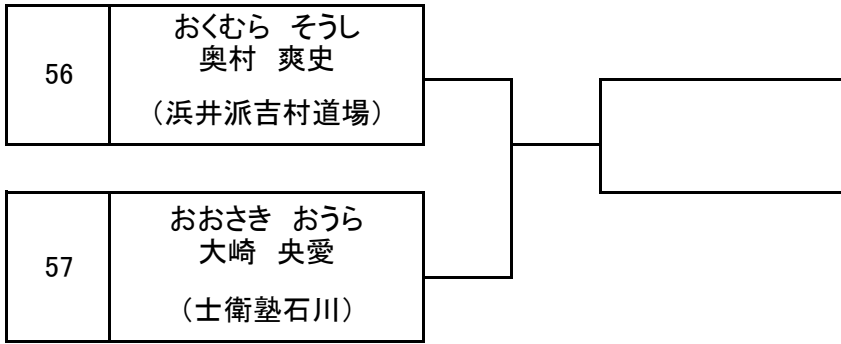 56
おくむら　そうし
奥村　爽史
（浜井派吉村道場）
57
おおさき　おうら
大崎　央愛
（士衛塾石川）